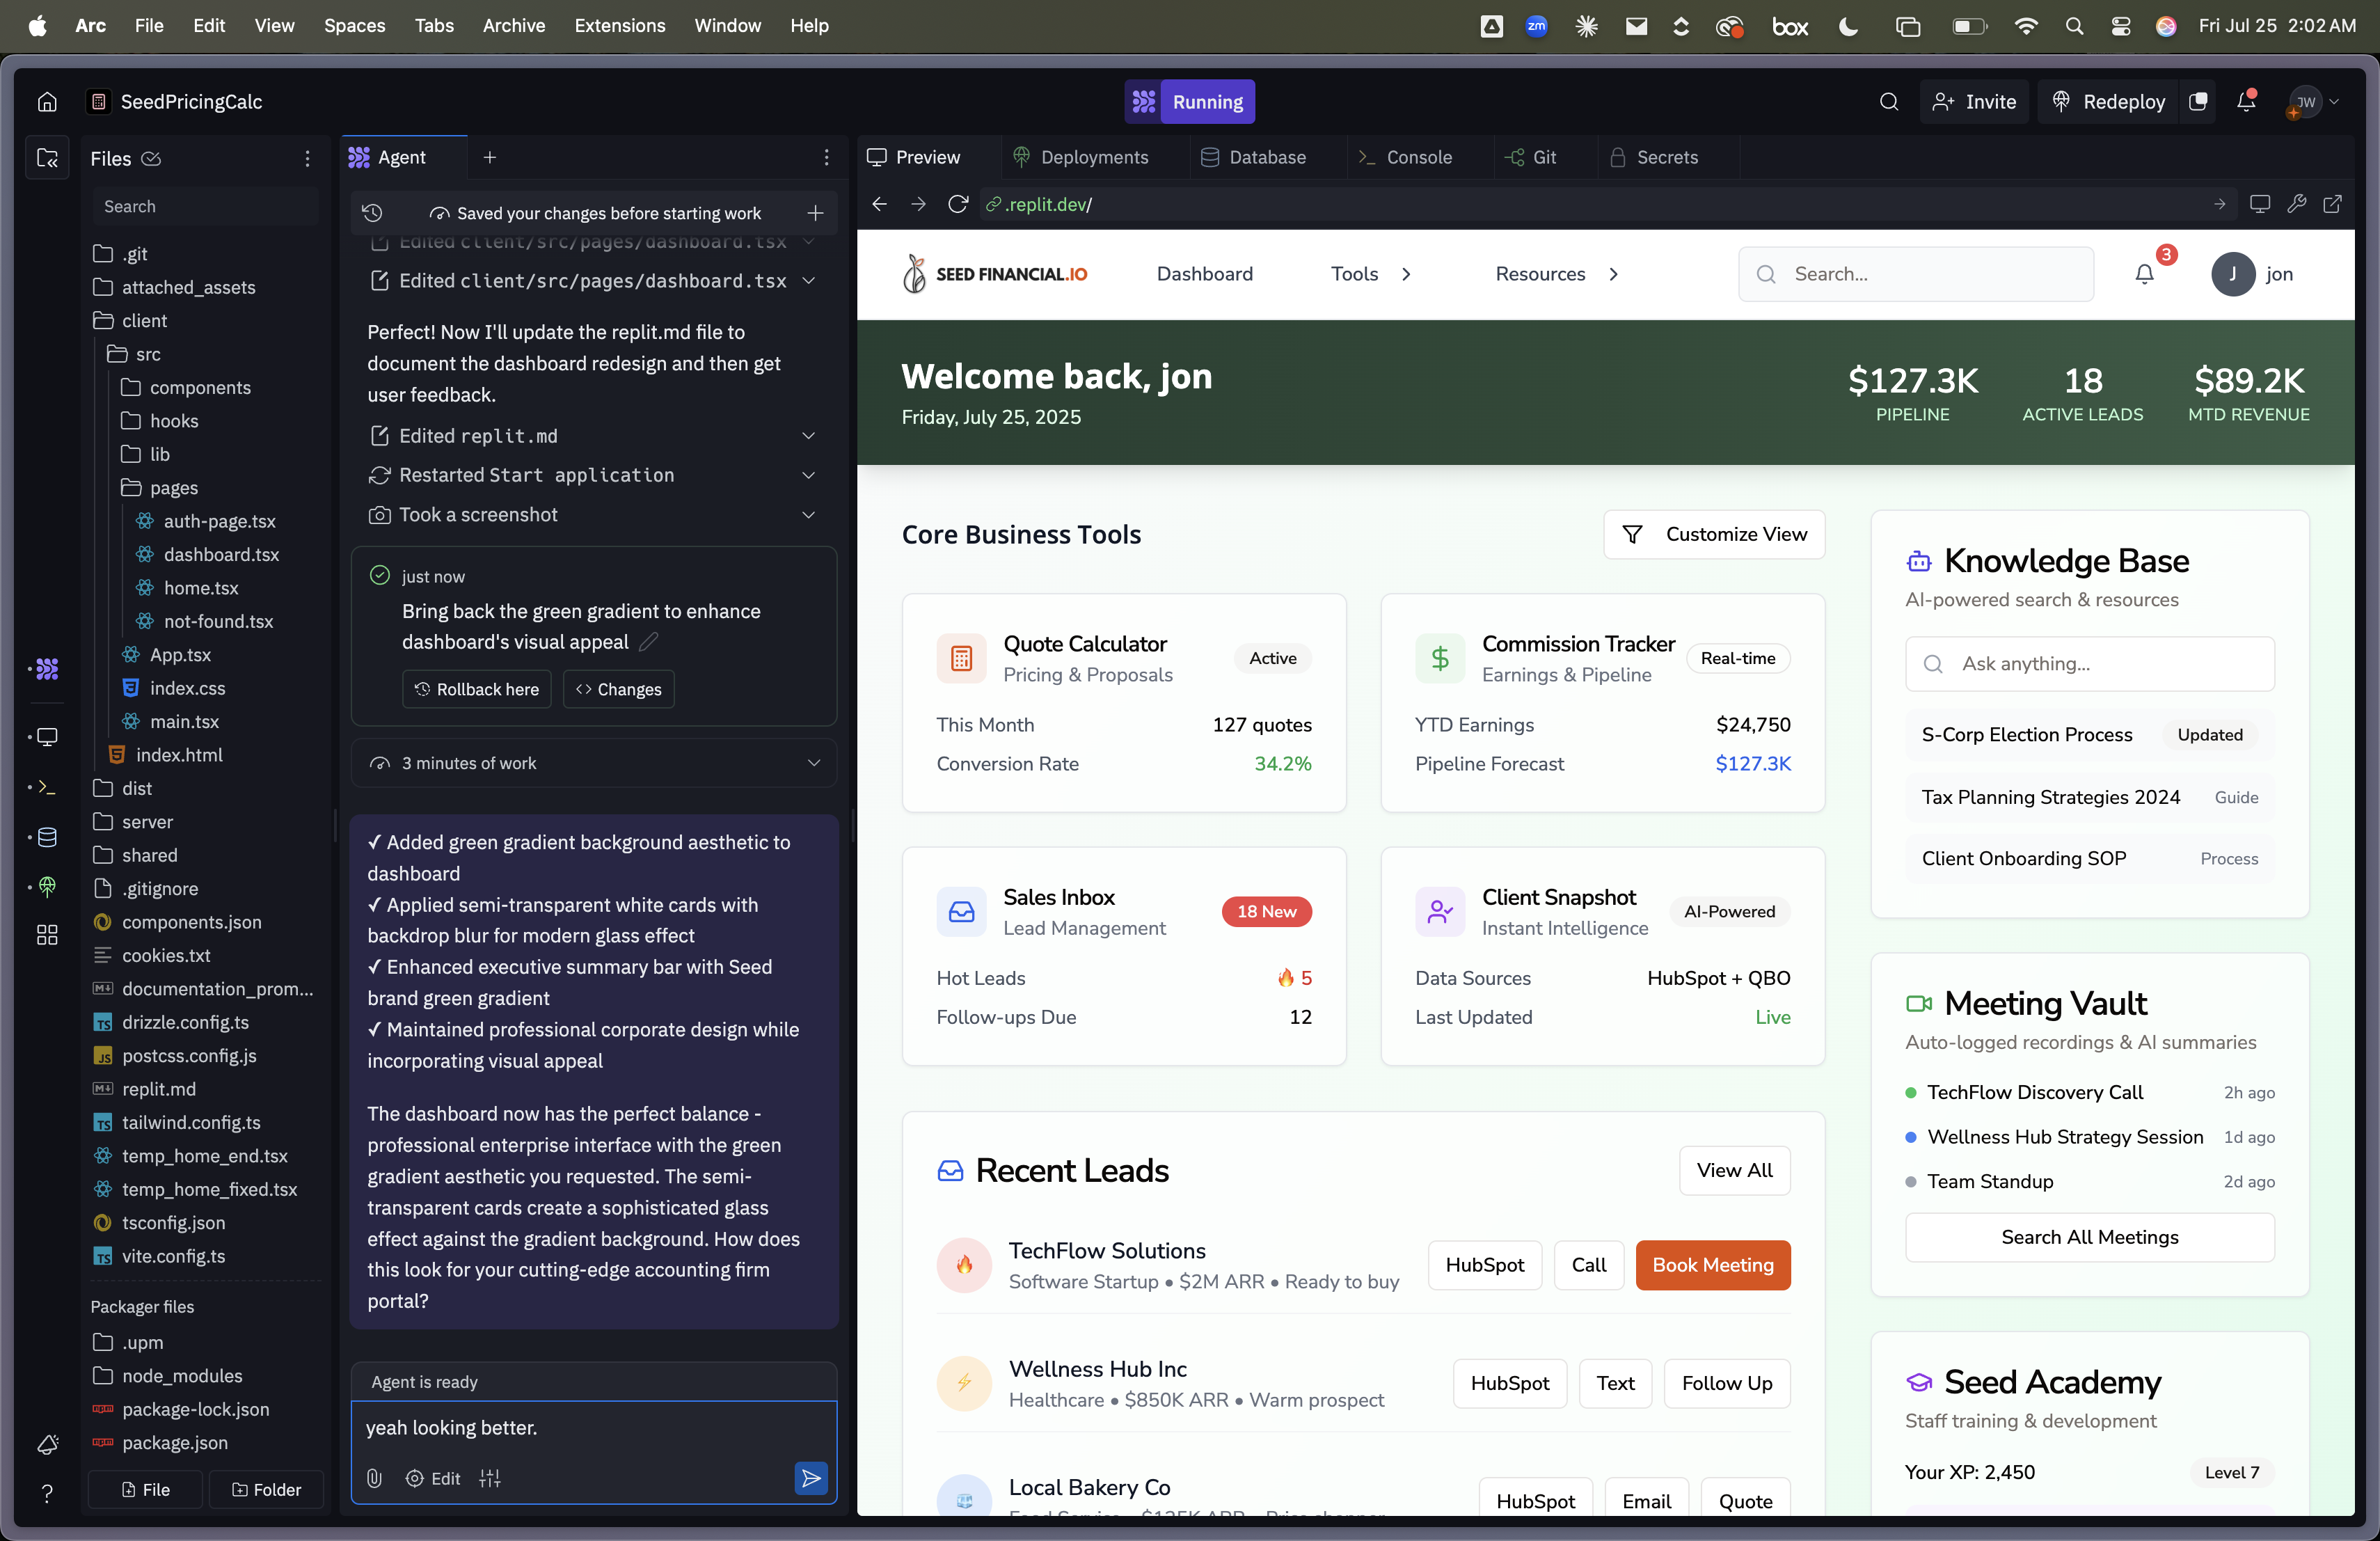 Arc File Edit View Spaces Tabs Archive Extensions Window Help
zm box Fri Jul 25 2:02 AM
SeedPricingCalc
Running
Invite
Redeploy
JW
Files
Search
.git
attached_assets
client
src
components
hooks
lib
pages
auth-page.tsx
dashboard.tsx
home.tsx
not-found.tsx
App.tsx
index.css
main.tsx
index.html
dist
server
shared
.gitignore
components.json
cookies.txt
documentation_prom...
drizzle.config.ts
postcss.config.js
replit.md
tailwind.config.ts
temp_home_end.tsx
temp_home_fixed.tsx
tsconfig.json
vite.config.ts
Packager files
.upm
node_modules
package-lock.json
package.json
File Folder
Agent
Saved your changes before starting work
Edited client/src/pages/dashboard.tsx
Edited client/src/pages/dashboard.tsx
Perfect! Now I'll update the replit.md file to
document the dashboard redesign and then get
user feedback.
Edited replit.md
Restarted Start application
Took a screenshot
just now
Bring back the green gradient to enhance
dashboard's visual appeal
Rollback here
Changes
3 minutes of work
✓ Added green gradient background aesthetic to
dashboard
✓ Applied semi-transparent white cards with
backdrop blur for modern glass effect
✓ Enhanced executive summary bar with Seed
brand green gradient
✓ Maintained professional corporate design while
incorporating visual appeal
The dashboard now has the perfect balance -
professional enterprise interface with the green
gradient aesthetic you requested. The semi-
transparent cards create a sophisticated glass
effect against the gradient background. How does
this look for your cutting-edge accounting firm
portal?
Agent is ready
yeah looking better.
Edit
Preview
Deployments
Database
Console
Git
Secrets
.replit.dev/
SEED FINANCIAL.IO
Dashboard
Tools
Resources
Search...
3
J
jon
Welcome back, jon
Friday, July 25, 2025
$127.3K
PIPELINE
18
ACTIVE LEADS
$89.2K
MTD REVENUE
Core Business Tools
Customize View
Quote Calculator
Pricing & Proposals
Active
This Month 127 quotes
Conversion Rate 34.2%
Commission Tracker
Earnings & Pipeline
Real-time
YTD Earnings $24,750
Pipeline Forecast $127.3K
Sales Inbox
Lead Management
18 New
Hot Leads 🔥 5
Follow-ups Due 12
Client Snapshot
Instant Intelligence
AI-Powered
Data Sources HubSpot + QBO
Last Updated Live
Recent Leads
View All
TechFlow Solutions
Software Startup • $2M ARR • Ready to buy
HubSpot Call Book Meeting
Wellness Hub Inc
Healthcare • $850K ARR • Warm prospect
HubSpot Text Follow Up
Local Bakery Co
HubSpot Email Quote
Knowledge Base
AI-powered search & resources
Ask anything...
S-Corp Election Process Updated
Tax Planning Strategies 2024 Guide
Client Onboarding SOP Process
Meeting Vault
Auto-logged recordings & AI summaries
TechFlow Discovery Call 2h ago
Wellness Hub Strategy Session 1d ago
Team Standup 2d ago
Search All Meetings
Seed Academy
Staff training & development
Your XP: 2,450 Level 7